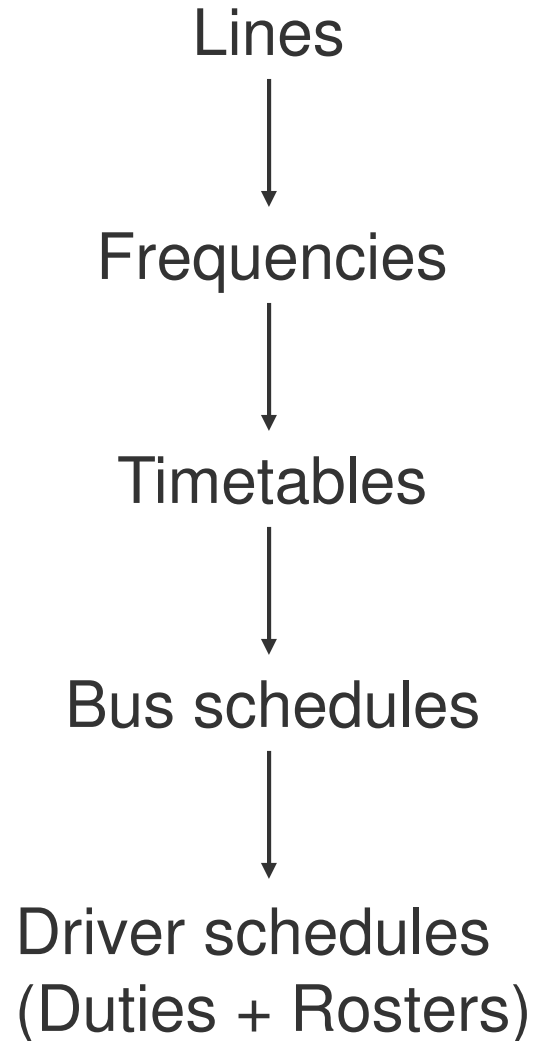 Lines
Frequencies
Timetables
Bus schedules
Driver schedules
(Duties + Rosters)